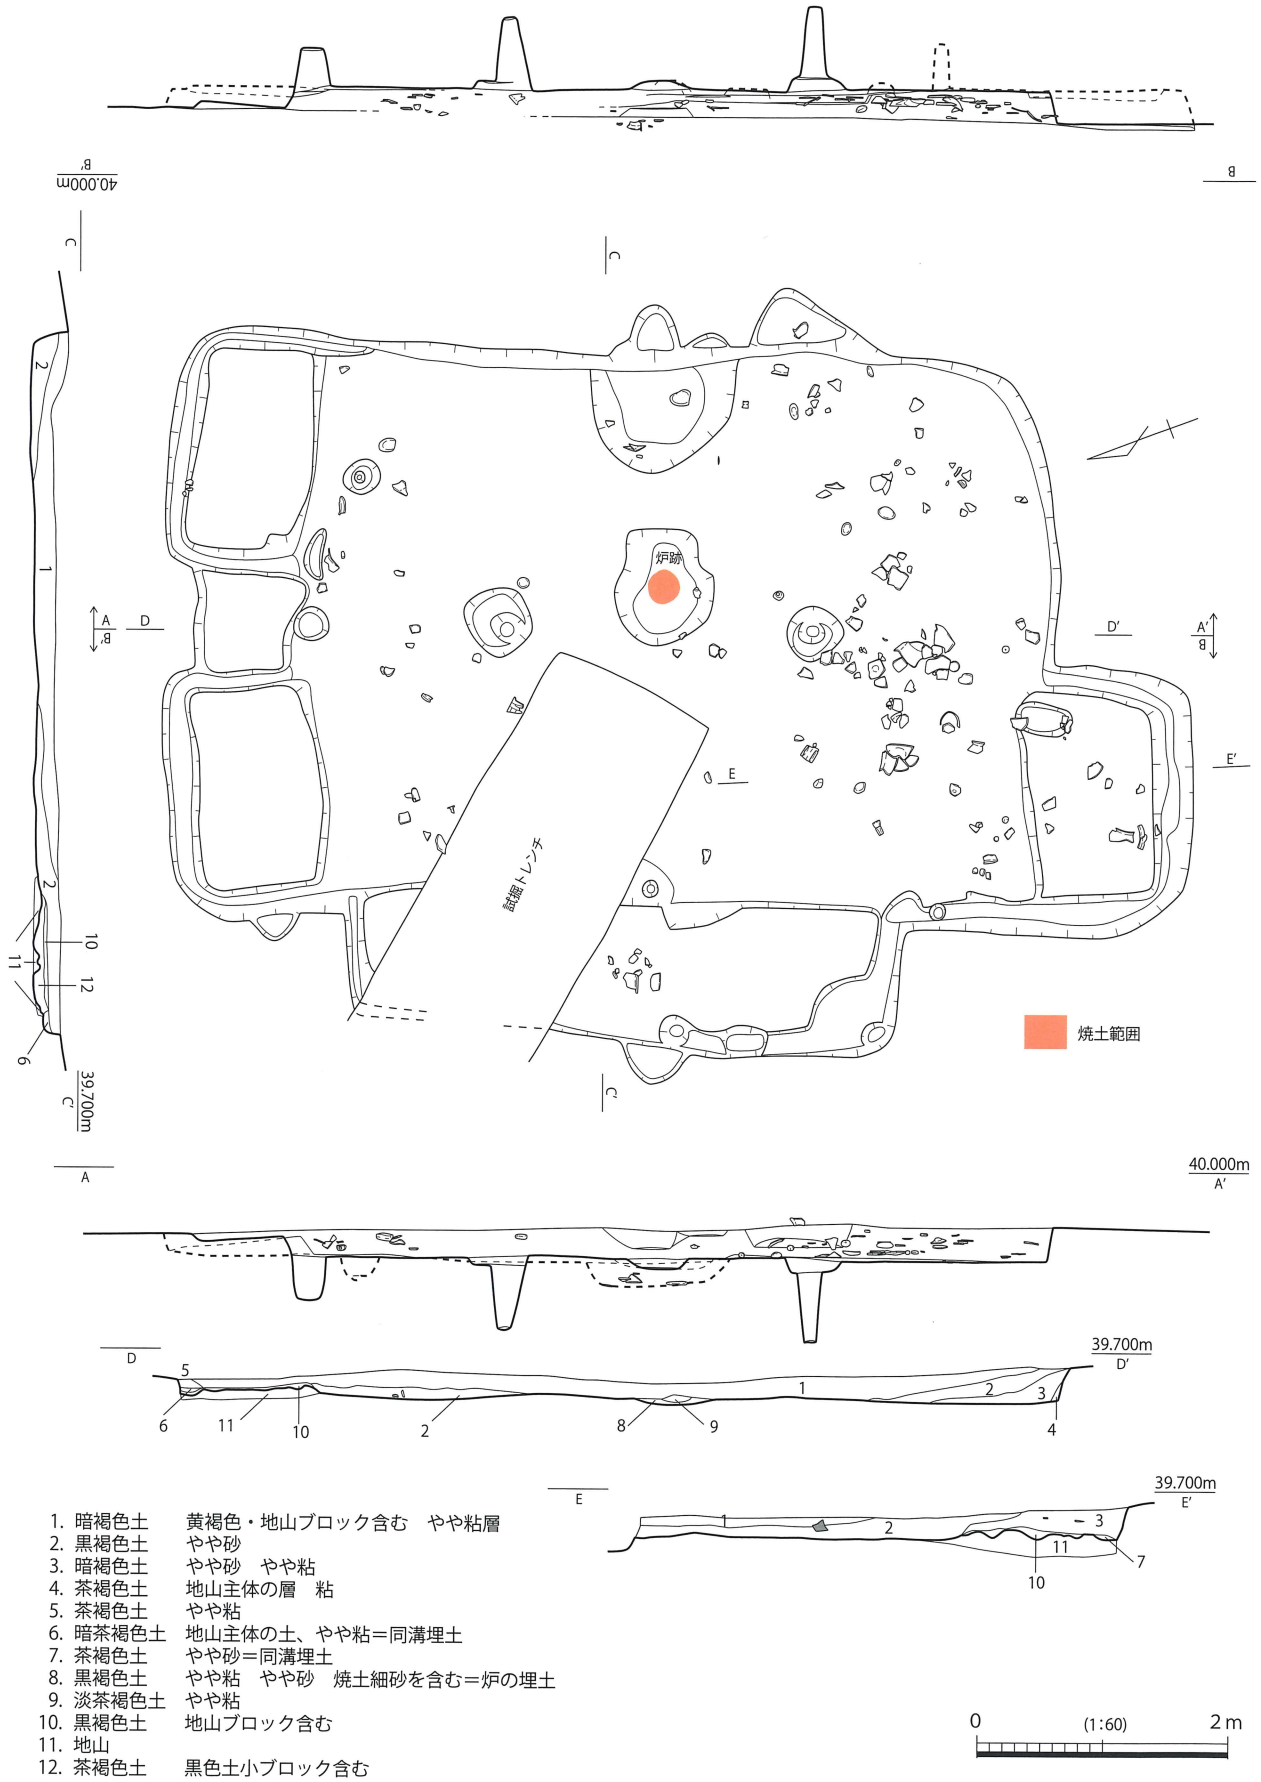 40.000m
B'
B
C
C
2
1
2
10
11
12
6
39.700m
C'
炉跡
A
B'
D
D'
A'
B
E
E'
試掘トレンチ
焼土範囲
C'
A
40.000m
A'
D
39.700m
D'
5
1
2
3
6
11
10
2
8
9
4
E
39.700m
E'
1
2
3
11
7
10
1. 暗褐色土 黄褐色・地山ブロック含む やや粘層
2. 黒褐色土 やや砂
3. 暗褐色土 やや砂 やや粘
4. 茶褐色土 地山主体の層 粘
5. 茶褐色土 やや粘
6. 暗茶褐色土 地山主体の土、やや粘=同溝埋土
7. 茶褐色土 やや砂=同溝埋土
8. 黒褐色土 やや粘 やや砂 焼土細砂を含む=炉の埋土
9. 淡茶褐色土 やや粘
10. 黒褐色土 地山ブロック含む
11. 地山
12. 茶褐色土 黒色土小ブロック含む
0 (1:60) 2m